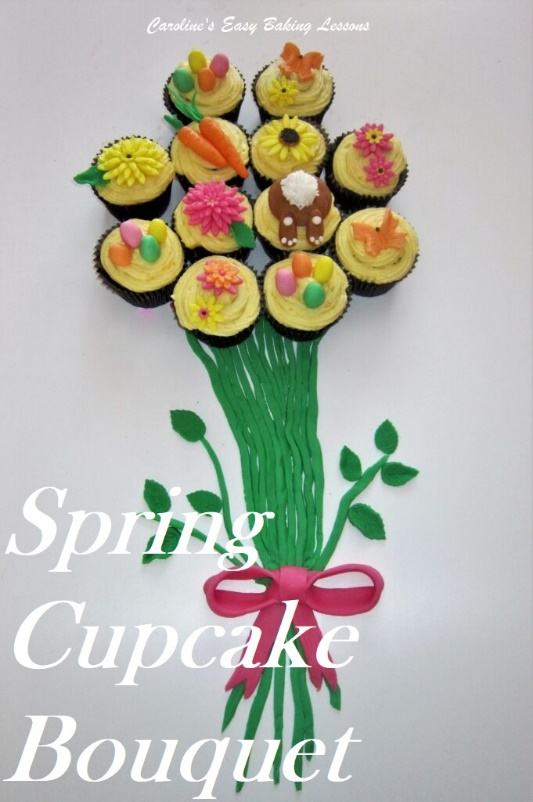 Caroline's Easy Baking Lessons
Spring
Cupcake
Bouquet